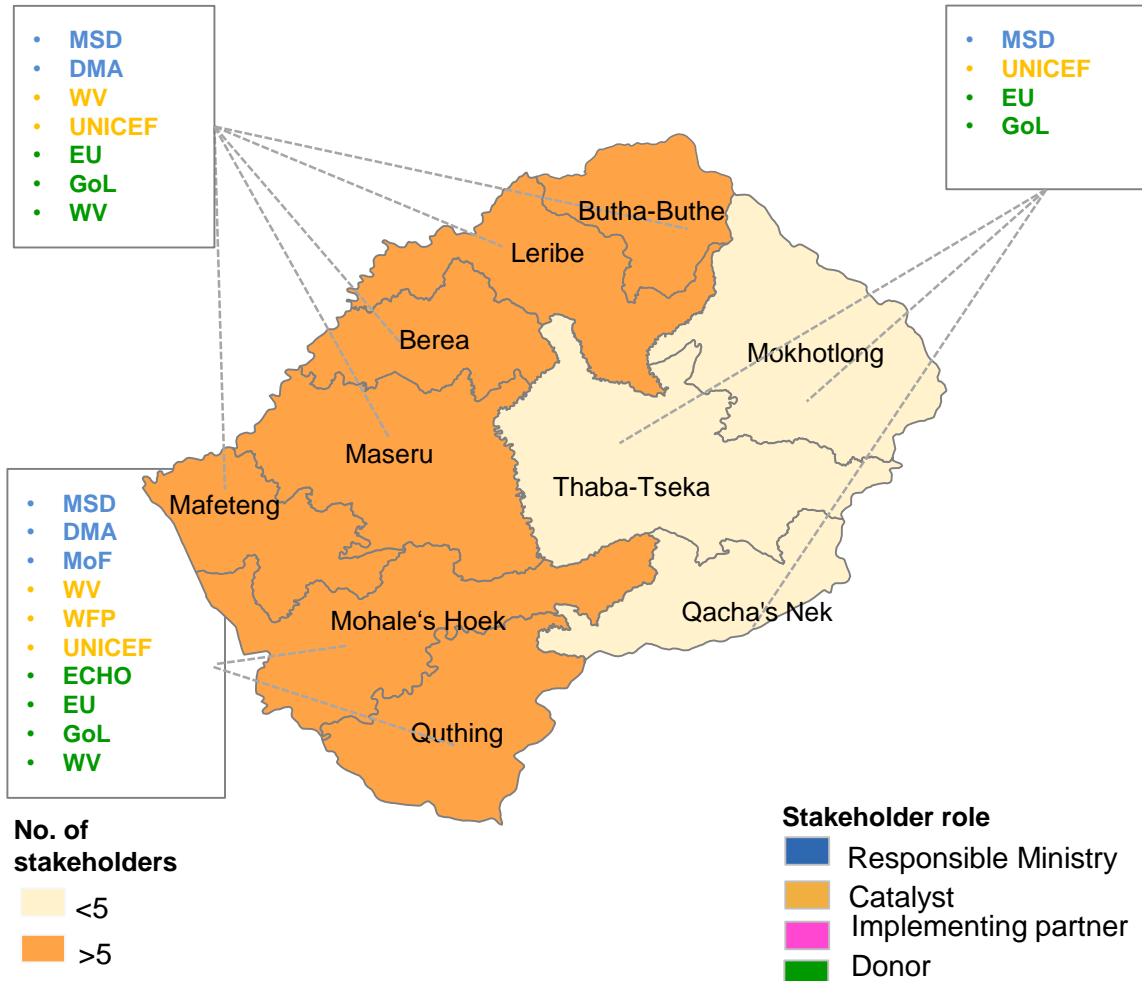 • MSD
• DMA
• WV
• UNICEF
• EU
• GoL
• WV
• MSD
• UNICEF
• EU
• GoL
Butha-Buthe
Leribe
Berea
Mokhotlong
Maseru
Thaba-Tseka
Mafeteng
Mohale‘s Hoek
Qacha's Nek
Quthing
• MSD
• DMA
• MoF
• WV
• WFP
• UNICEF
• ECHO
• EU
• GoL
• WV
No. of
stakeholders
<5
>5
Stakeholder role
Responsible Ministry
Catalyst
Implementing partner
Donor